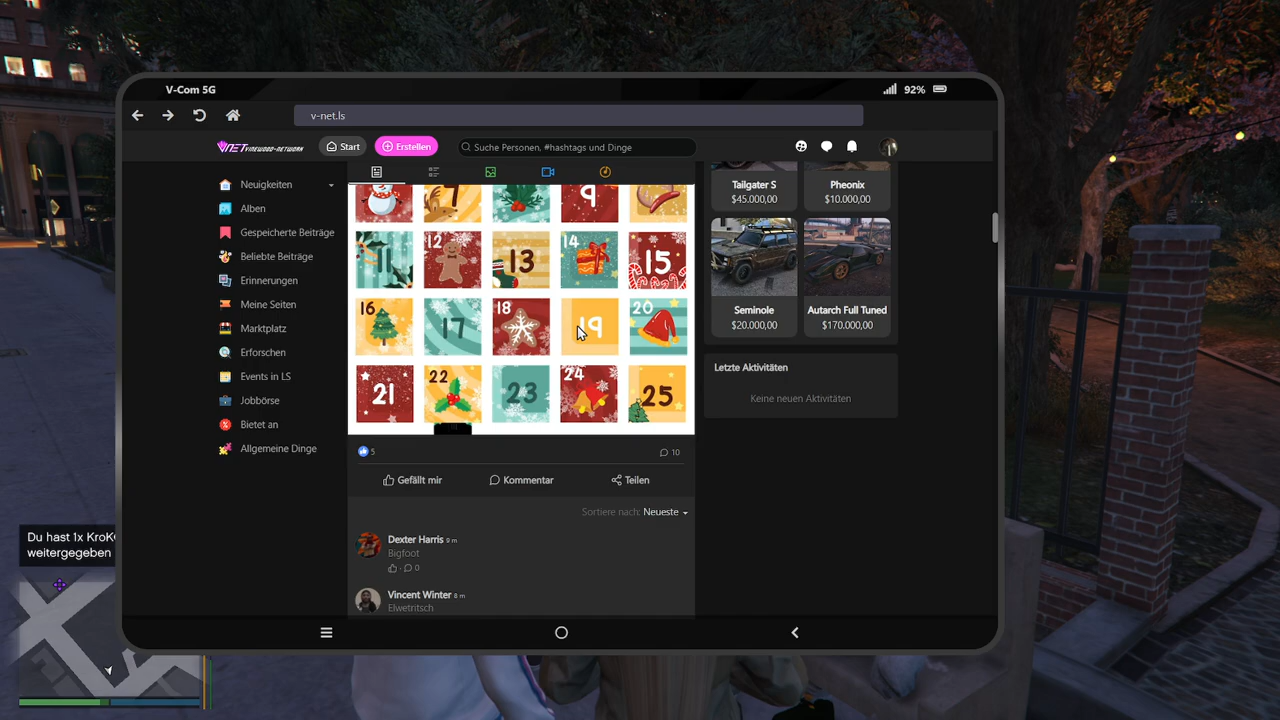 V-Com 5G
92%
v-net.ls
VNET VINEWOOD-NETWORK
Start
Erstellen
Suche Personen, #hashtags und Dinge
Neuigkeiten
Alben
Gespeicherte Beiträge
Beliebte Beiträge
Erinnerungen
Meine Seiten
Marktplatz
Erforschen
Events in LS
Jobbörse
Bietet an
Allgemeine Dinge
7 9
11 12 13 14 15
16 17 18 19 20
21 22 23 24 25
5
10
Gefällt mir
Kommentar
Teilen
Sortiere nach: Neueste
Dexter Harris 9 m
Bigfoot
0
Vincent Winter 8 m
Elwetritsch
Tailgater S
$45.000,00
Pheonix
$10.000,00
Seminole
$20.000,00
Autarch Full Tuned
$170.000,00
Letzte Aktivitäten
Keine neuen Aktivitäten
Du hast 1x
weitergegeben